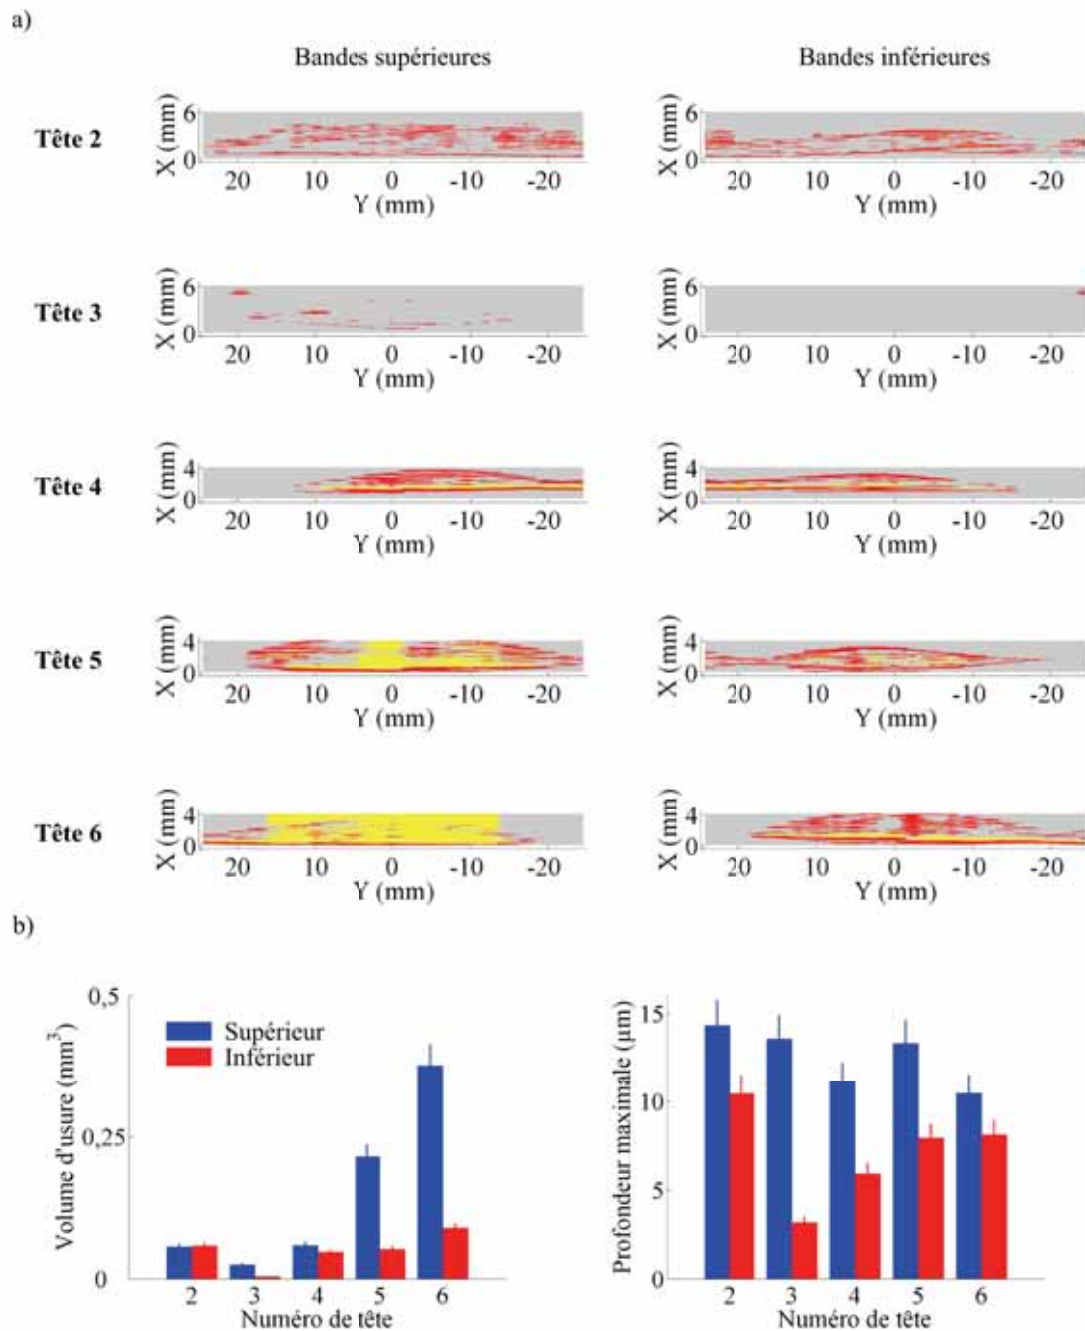 a)
Bandes supérieures Bandes inférieures
Tête 2
X (mm) 6 0 X (mm) 6 0
20 10 0 -10 -20 20 10 0 -10 -20
Y (mm) Y (mm)
Tête 3
X (mm) 6 0 X (mm) 6 0
20 10 0 -10 -20 20 10 0 -10 -20
Y (mm) Y (mm)
Tête 4
X (mm) 4 0 X (mm) 4 0
20 10 0 -10 -20 20 10 0 -10 -20
Y (mm) Y (mm)
Tête 5
X (mm) 4 0 X (mm) 4 0
20 10 0 -10 -20 20 10 0 -10 -20
Y (mm) Y (mm)
Tête 6
X (mm) 4 0 X (mm) 4 0
20 10 0 -10 -20 20 10 0 -10 -20
Y (mm) Y (mm)
b)
Volume d'usure (mm³)
0,5
0,25
0
Supérieur
Inférieur
2 3 4 5 6
Numéro de tête
Profondeur maximale (µm)
15
10
5
0
2 3 4 5 6
Numéro de tête